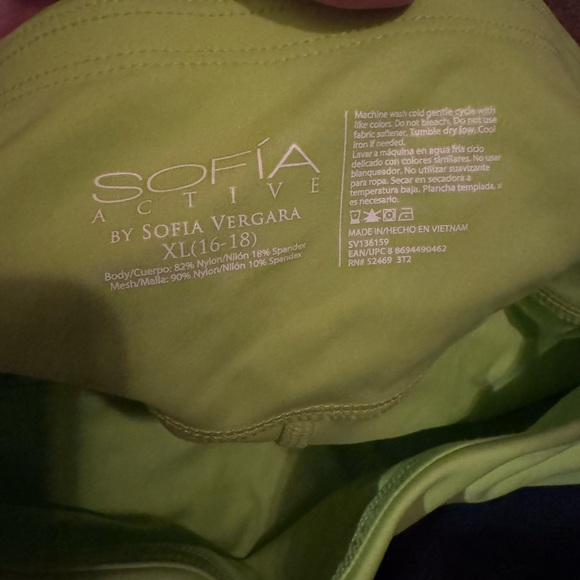 SOFÍA
ACTIVE
BY SOFIA VERGARA
XL(16-18)
Body/Cuerpo: 82% Nylon/Nilón 18% Spandex
Mesh/Malla: 90% Nylon/Nilón 10% Spandex
Machine wash cold gentle cycle with
like colors. Do not bleach. Do not use
fabric softener. Tumble dry low. Cool
iron if needed.
Lavar a máquina en agua fría ciclo
delicado con colores similares. No usar
blanqueador. No utilizar suavizante
para ropa. Secar en secadora a
temperatura baja. Plancha templada, si
es necesario.
MADE IN/HECHO EN VIETNAM
SV136159
EAN/UPC 8 8694490462
RN# 52469 3T2